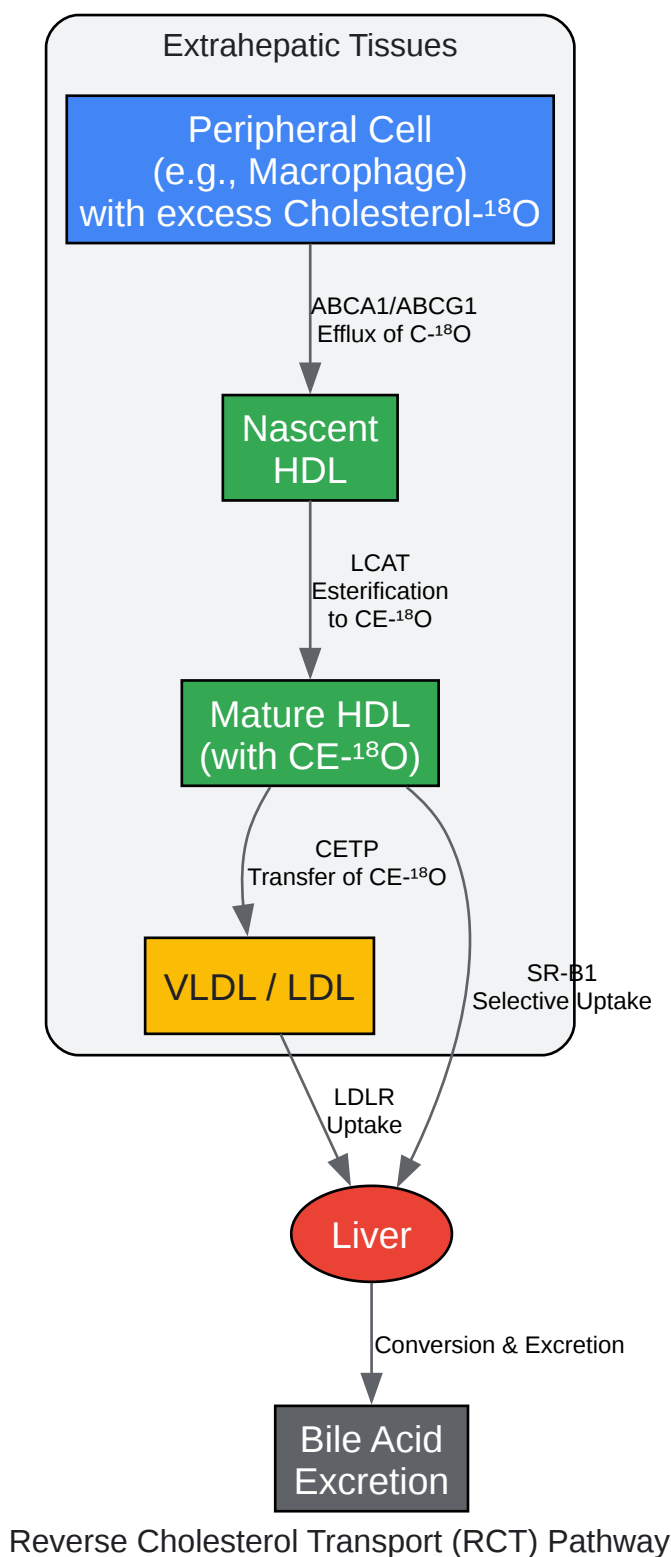 Extrahepatic Tissues
Peripheral Cell
(e.g., Macrophage)
with excess Cholesterol-¹⁸O
ABCA1/ABCG1
Efflux of C-¹⁸O
Nascent
HDL
LCAT
Esterification
to CE-¹⁸O
Mature HDL
(with CE-¹⁸O)
CETP
Transfer of CE-¹⁸O
VLDL / LDL
SR-B1
Selective Uptake
LDLR
Uptake
Liver
Conversion & Excretion
Bile Acid
Excretion
Reverse Cholesterol Transport (RCT) Pathway